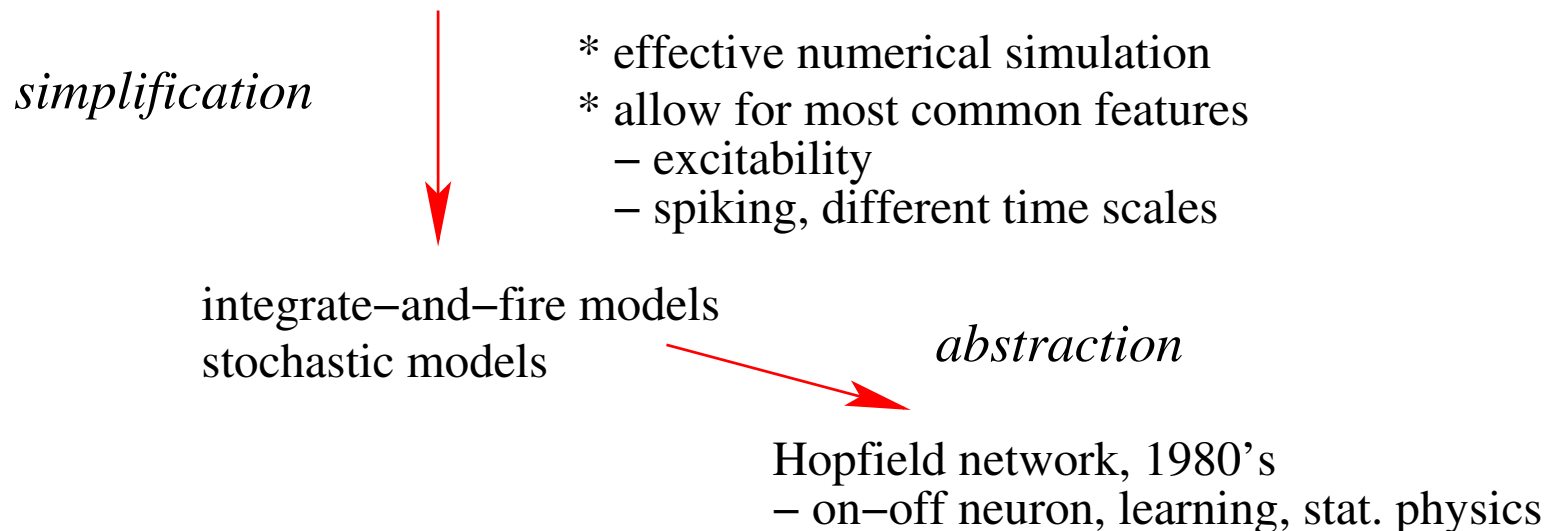 simplification
* effective numerical simulation
* allow for most common features
− excitability
− spiking, different time scales
integrate−and−fire models
stochastic models
abstraction
Hopfield network, 1980’s
− on−off neuron, learning, stat. physics